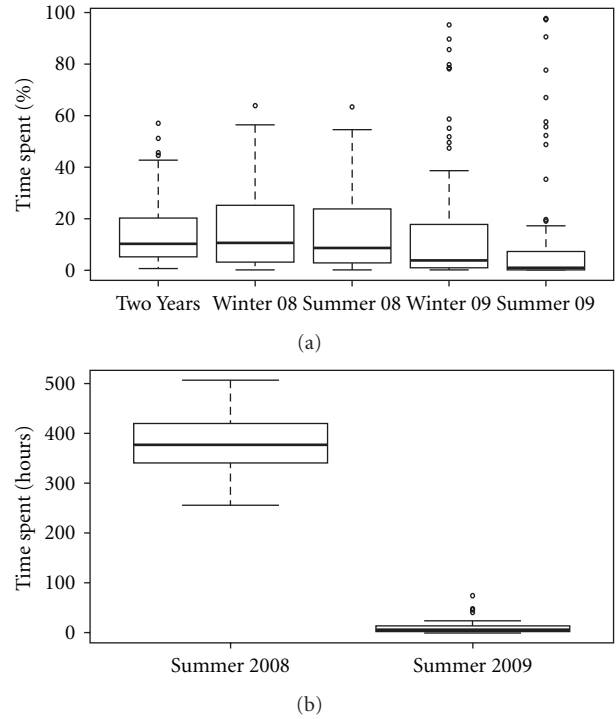 100
80
60
40
20
0
Time spent (%)
Two Years Winter 08 Summer 08 Winter 09 Summer 09
(a)
500
400
300
200
100
0
Time spent (hours)
Summer 2008 Summer 2009
(b)